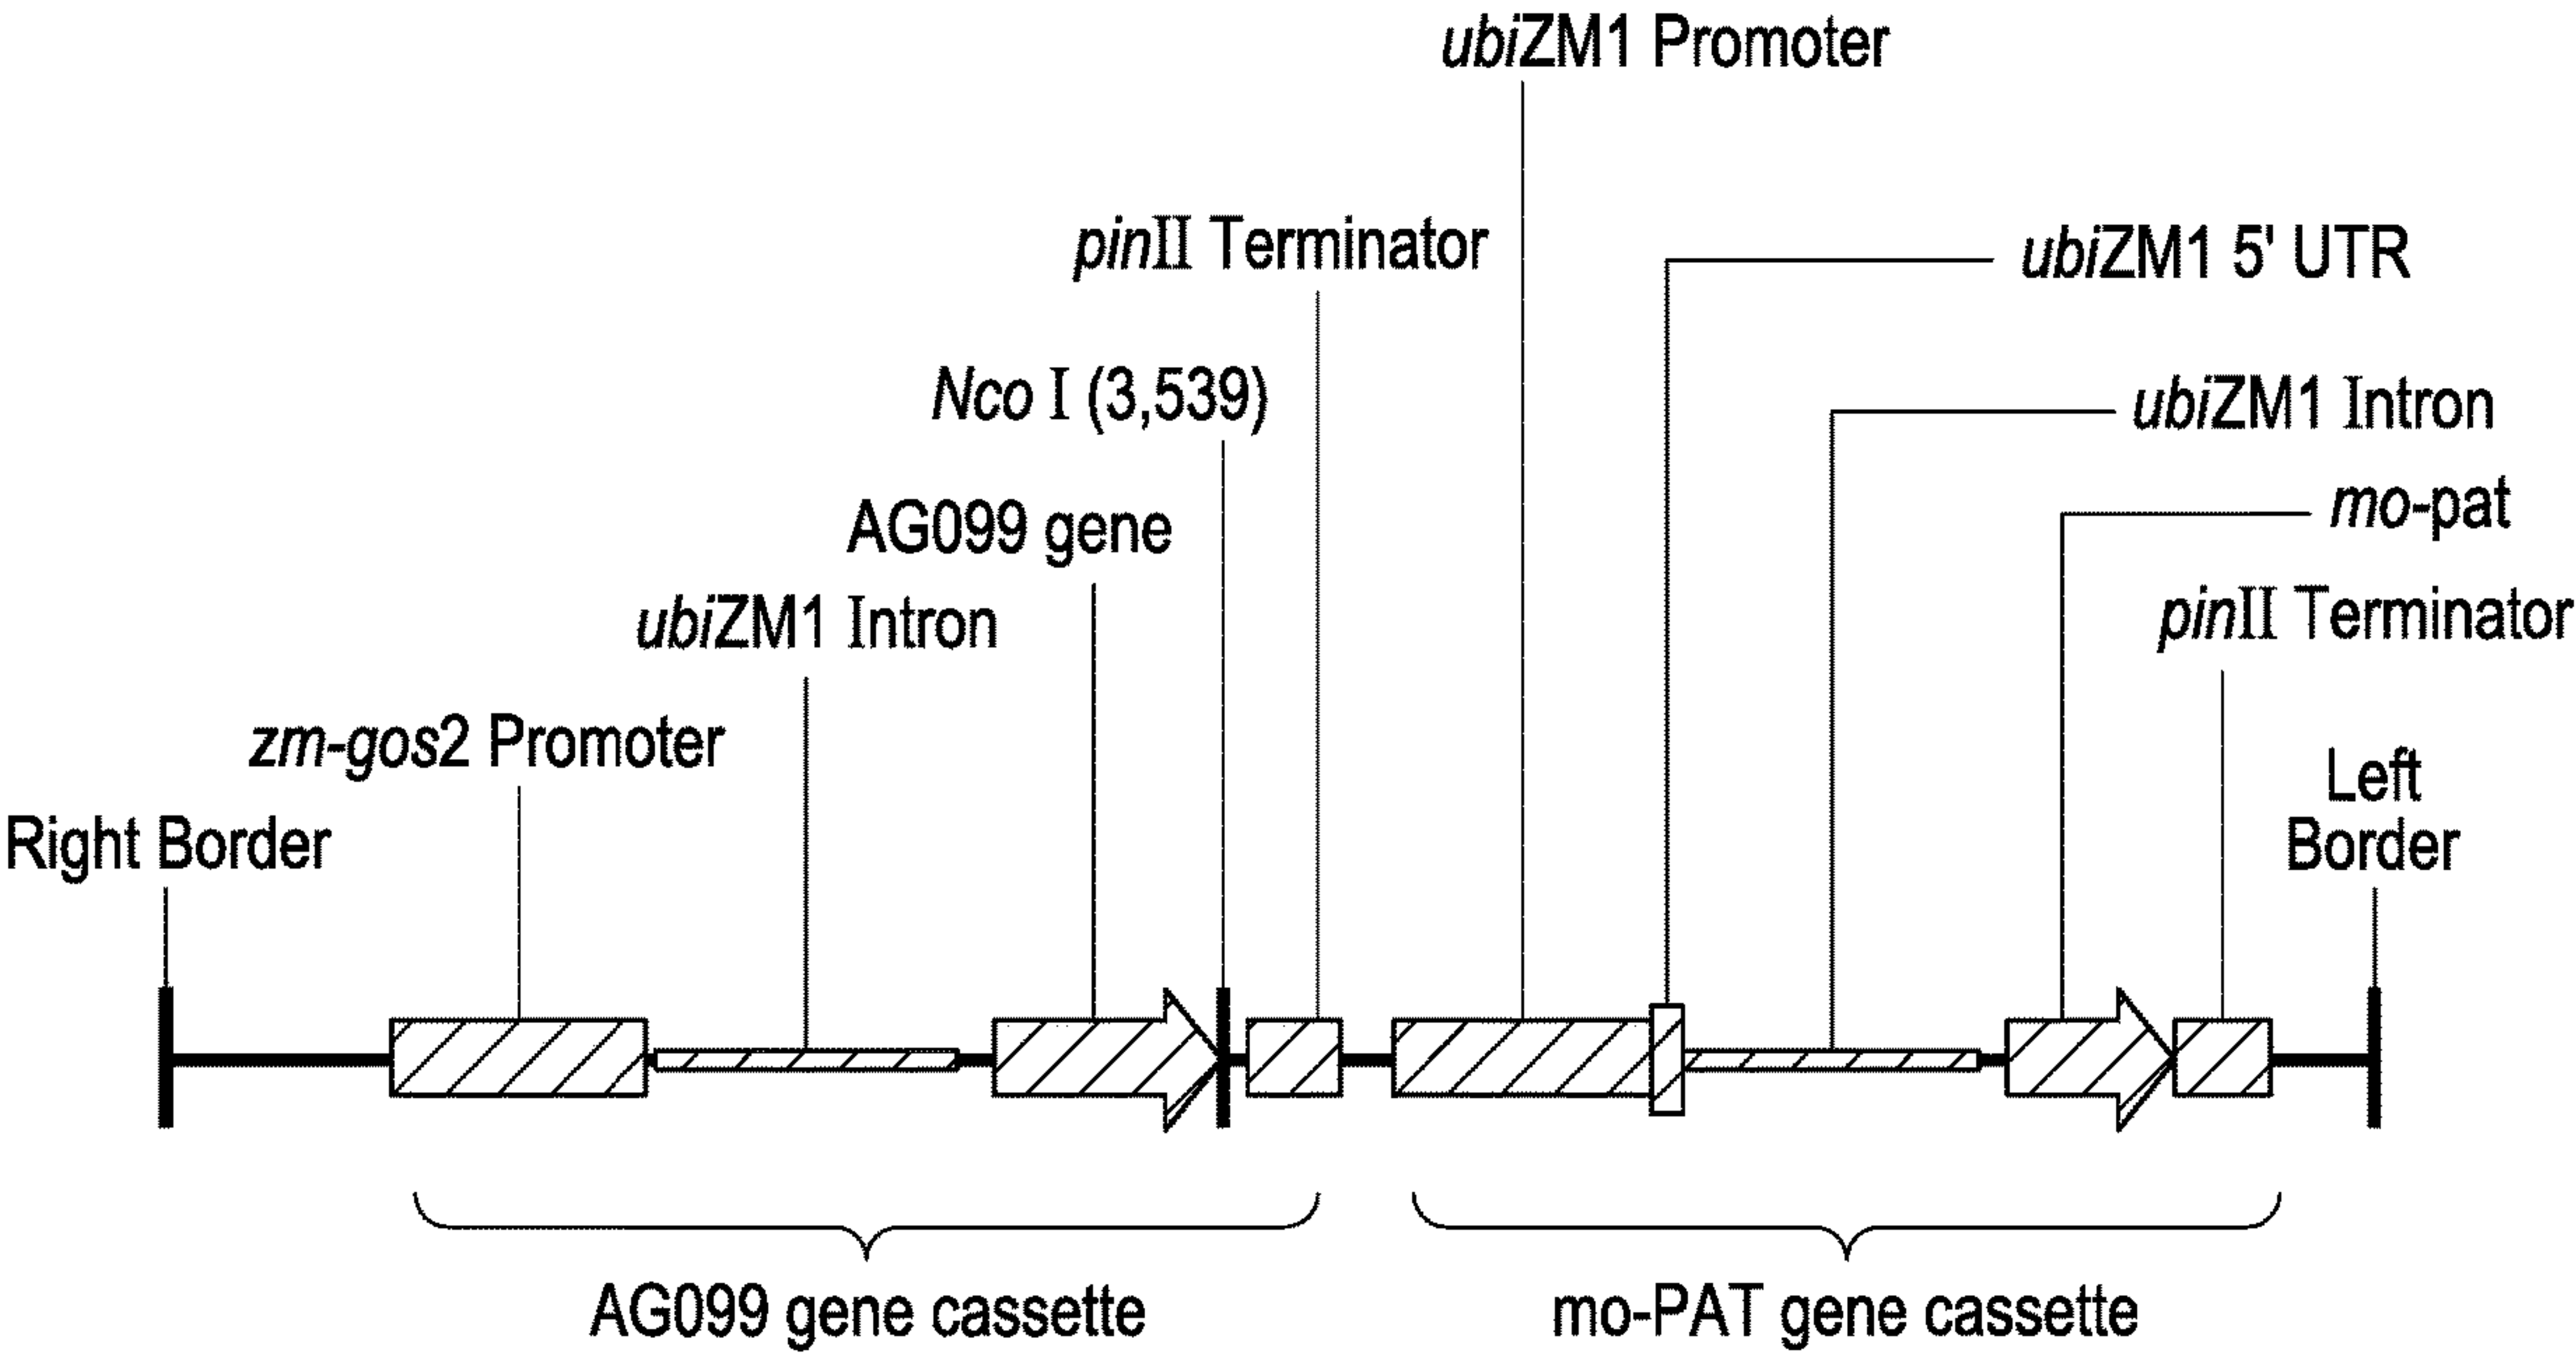 ubiZM1 Promoter
pinII Terminator
ubiZM1 5' UTR
Nco I (3,539)
ubiZM1 Intron
AG099 gene
mo-pat
ubiZM1 Intron
pinII Terminator
zm-gos2 Promoter
Left
Border
Right Border
AG099 gene cassette
mo-PAT gene cassette